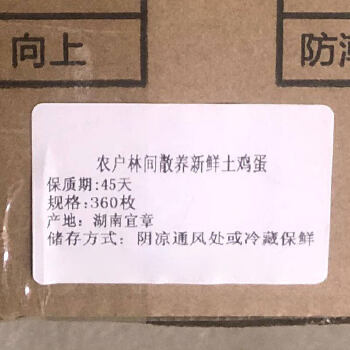 向上
防
农户林间散养新鲜土鸡蛋
保质期:45天
规格:360枚
产地: 湖南宜章
储存方式: 阴凉通风处或冷藏保鲜